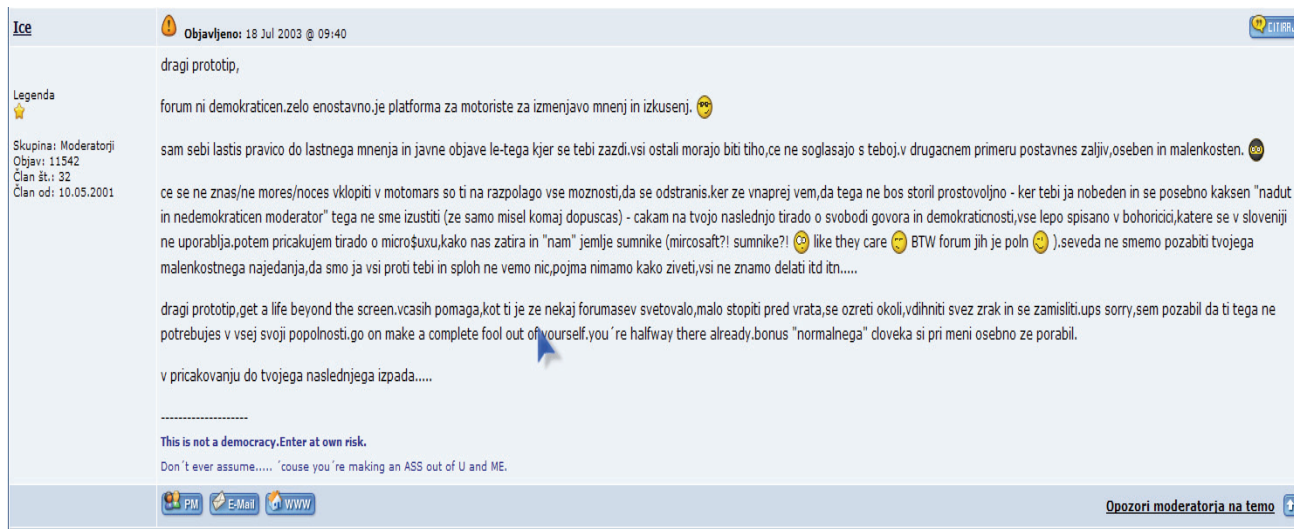 Ice
Objavljeno: 18 Jul 2003 @ 09:40
Legenda
Skupina: Moderatorji
Objav: 11542
Član št.: 32
Član od: 10.05.2001
dragi prototip,
forum ni demokraticen.zelo enostavno.je platforma za motoriste za izmenjavo mnenj in izkusenj.
sam sebi lastis pravico do lastnega mnenja in javne objave le-tega kjer se tebi zazdi.vsi ostali morajo biti tiho,ce ne soglasajo s teboj.v drugacnem primeru postavnes zaljiv,oseben in malenkosten.
ce se ne znas/ne mores/noces vklopiti v motomars so ti na razpolago vse moznosti,da se odstranis.ker ze vnaprej vem,da tega ne bos storil prostovoljno - ker tebi ja nobeden in se posebno kaksen "nadut
in nedemokraticen moderator" tega ne sme izustiti (ze samo misel komaj dopuscas) - cakam na tvojo naslednjo tirado o svobodi govora in demokraticnosti,vse lepo spisano v bohoricici,katere se v sloveniji
ne uporablja.potem pricakujem tirado o micro$uxu,kako nas zatira in "nam" jemlje sumnike (mircosaft?! sumnike?! like they care BTW forum jih je poln ).seveda ne smemo pozabiti tvojega
malenkostnega najedanja,da smo ja vsi proti tebi in sploh ne vemo nic,pojma nimamo kako ziveti,vsi ne znamo delati itd itn.....
dragi prototip,get a life beyond the screen.vcasih pomaga,kot ti je ze nekaj forumasev svetovalo,malo stopiti pred vrata,se ozreti okoli,vdihniti svez zrak in se zamisliti.ups sorry,sem pozabil da ti tega ne
potrebujes v vsej svoji popolnosti.go on make a complete fool out of yourself.you´re halfway there already.bonus "normalnega" cloveka si pri meni osebno ze porabil.
v pricakovanju do tvojega naslednjega izpada.....
--------------------
This is not a democracy.Enter at own risk.
Don´t ever assume..... ´couse you´re making an ASS out of U and ME.
PM E-Mail WWW
Opozori moderatorja na temo